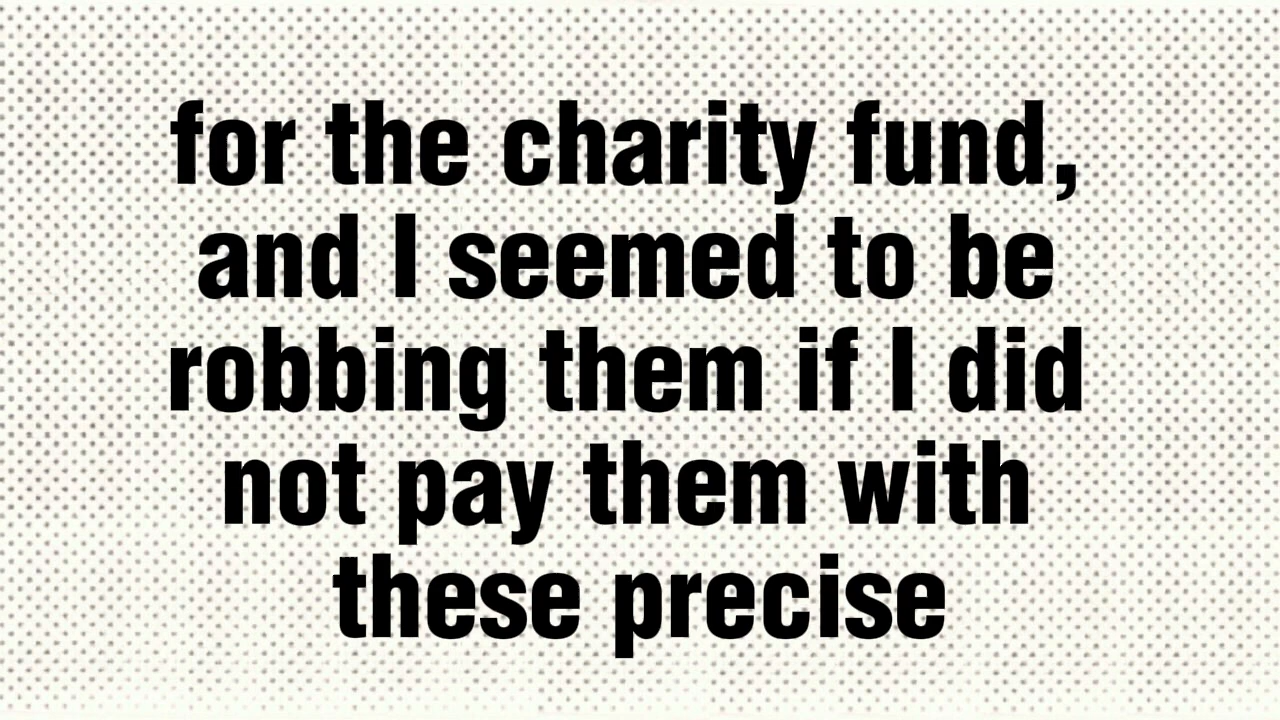 for the charity fund,
and I seemed to be
robbing them if I did
not pay them with
these precise